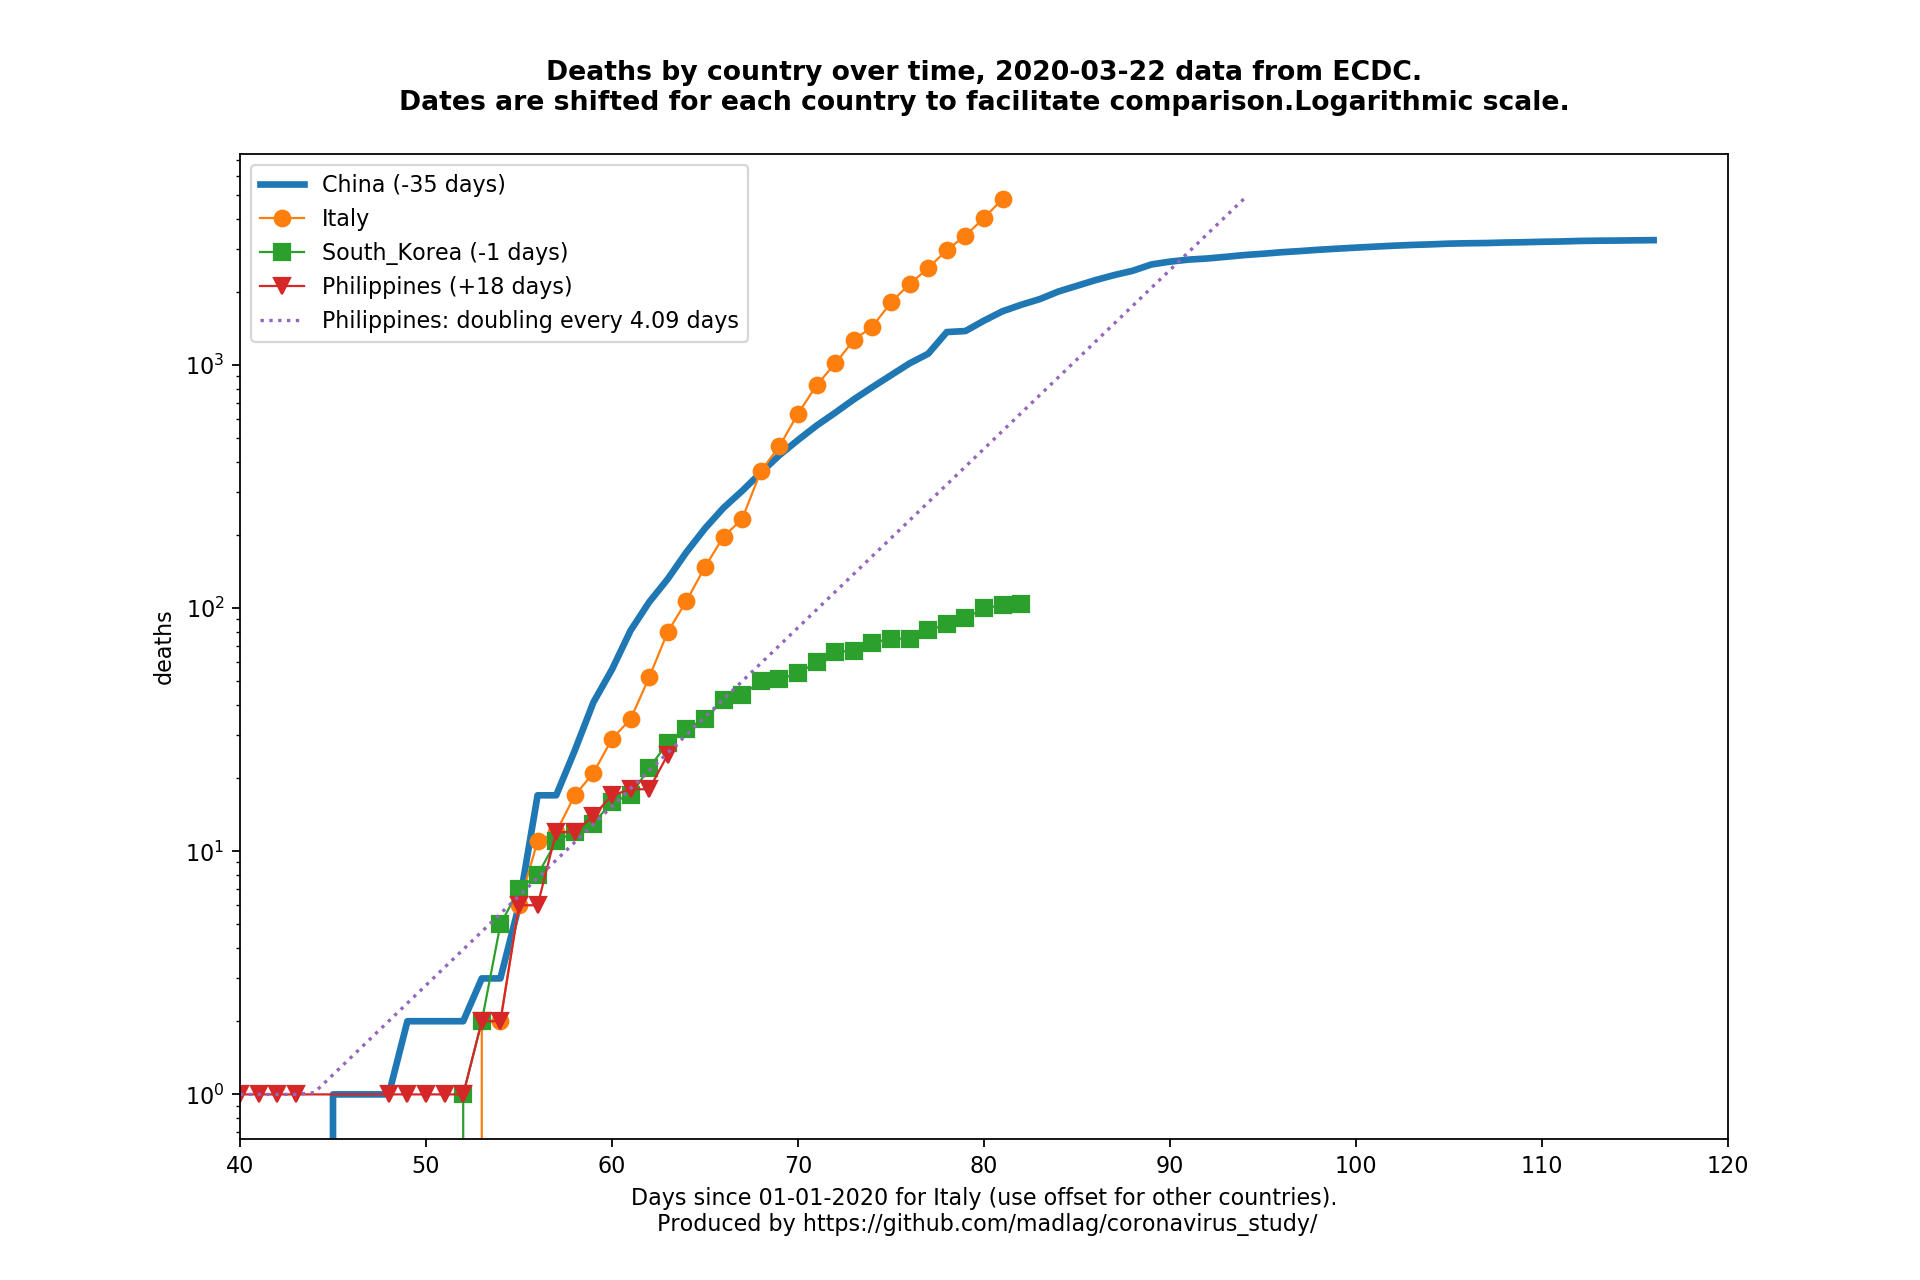 Deaths by country over time, 2020-03-22 data from ECDC.
Dates are shifted for each country to facilitate comparison.Logarithmic scale.
China (-35 days)
Italy
South_Korea (-1 days)
Philippines (+18 days)
Philippines: doubling every 4.09 days
deaths
10³
10²
10¹
10⁰
40 50 60 70 80 90 100 110 120
Days since 01-01-2020 for Italy (use offset for other countries).
Produced by https://github.com/madlag/coronavirus_study/